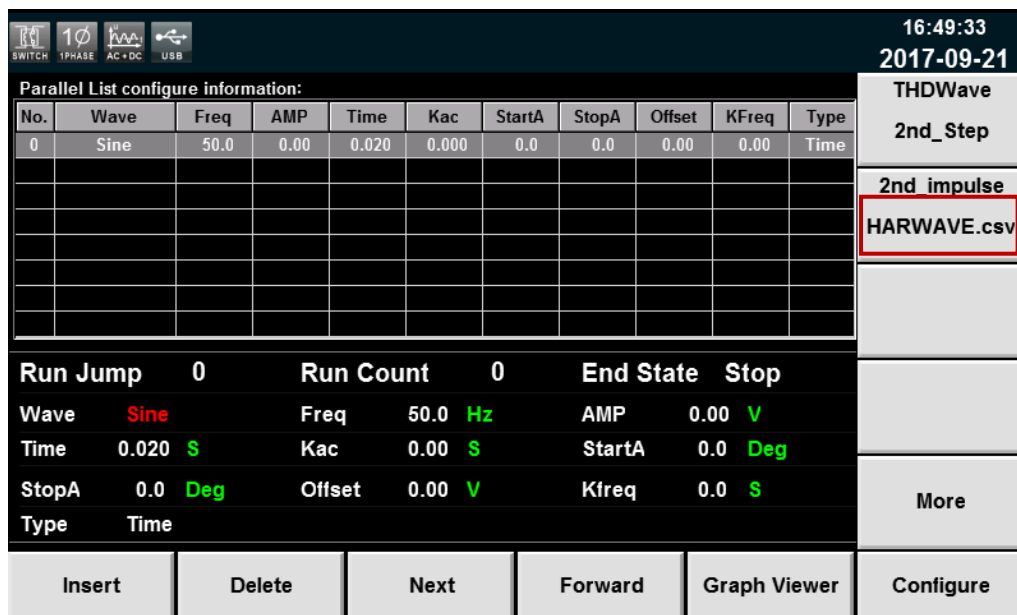 SWITCH 1Ø 1PHASE AC+DC USB
16:49:33
2017-09-21
Parallel List configure information:
No. Wave Freq AMP Time Kac StartA StopA Offset KFreq Type
0 Sine 50.0 0.00 0.020 0.000 0.0 0.0 0.00 0.00 Time
THDWave
2nd_Step
2nd_impulse
HARWAVE.csv
Run Jump 0 Run Count 0 End State Stop
Wave Sine Freq 50.0 Hz AMP 0.00 V
Time 0.020 S Kac 0.00 S StartA 0.0 Deg
StopA 0.0 Deg Offset 0.00 V Kfreq 0.0 S
Type Time
More
Insert Delete Next Forward Graph Viewer Configure